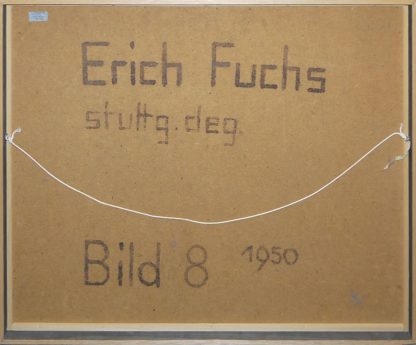 Erich Fuchs
stuttg. deg.
Bild 8 1950